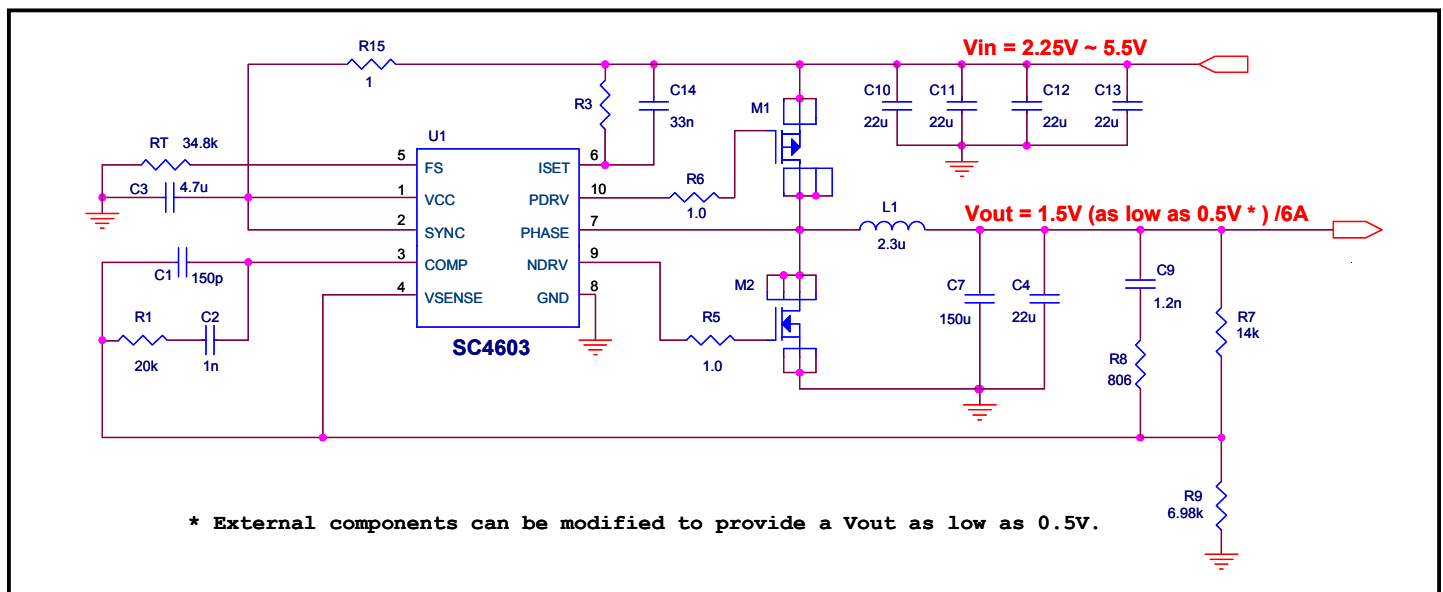 Vin = 2.25V ~ 5.5V
R15
1
R3
C14
33n
M1
C10
22u
C11
22u
C12
22u
C13
22u
U1
RT 34.8k
5
FS
ISET
6
C3
4.7u
1
VCC
PDRV
10
R6
1.0
2
SYNC
PHASE
7
L1
2.3u
Vout = 1.5V (as low as 0.5V * ) /6A
C1
150p
3
COMP
NDRV
9
M2
4
VSENSE
GND
8
C7
150u
C4
22u
C9
1.2n
R1
20k
C2
1n
SC4603
R5
1.0
R8
806
R7
14k
R9
6.98k
* External components can be modified to provide a Vout as low as 0.5V.